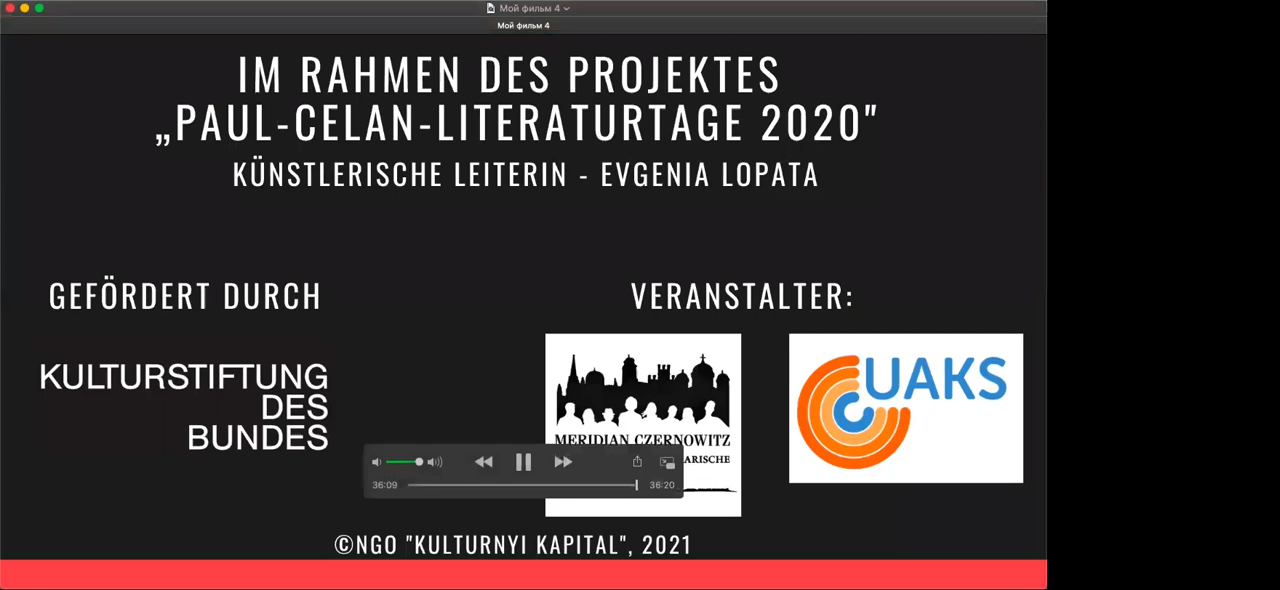 Мой фильм 4
Мой фильм 4
IM RAHMEN DES PROJEKTES
„PAUL-CELAN-LITERATURTAGE 2020"
KÜNSTLERISCHE LEITERIN - EVGENIA LOPATA
GEFÖRDERT DURCH
VERANSTALTER:
KULTURSTIFTUNG
DES
BUNDES
MERIDIAN CZERNOWITZ
ARISCHE
UAKS
36:09
36:20
©NGO "KULTURNYI KAPITAL", 2021